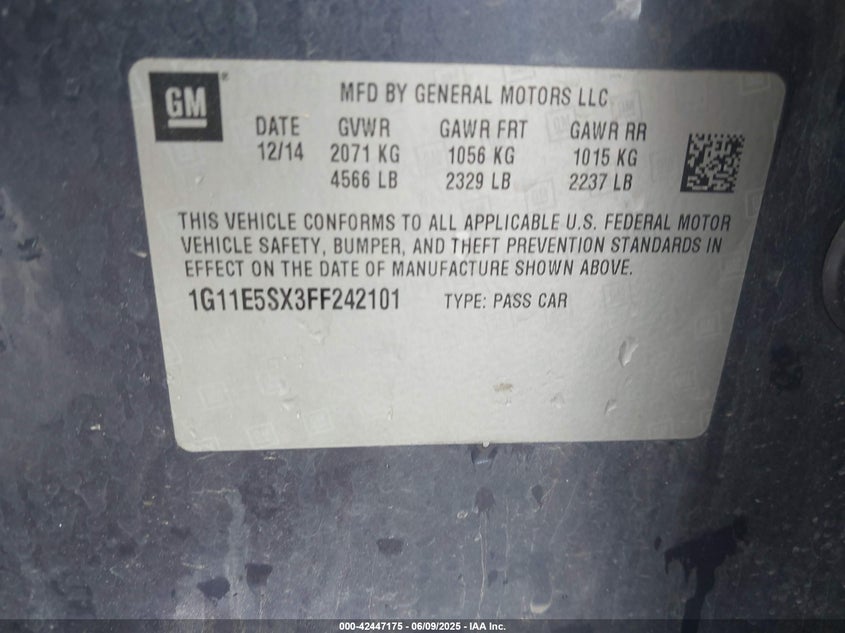 GM®
MFD BY GENERAL MOTORS LLC
DATE GVWR GAWR FRT GAWR RR
12/14 2071 KG 1056 KG 1015 KG
4566 LB 2329 LB 2237 LB
THIS VEHICLE CONFORMS TO ALL APPLICABLE U.S. FEDERAL MOTOR
VEHICLE SAFETY, BUMPER, AND THEFT PREVENTION STANDARDS IN
EFFECT ON THE DATE OF MANUFACTURE SHOWN ABOVE.
1G11E5SX3FF242101 TYPE: PASS CAR
000-42447175 - 06/09/2025 - IAA Inc.